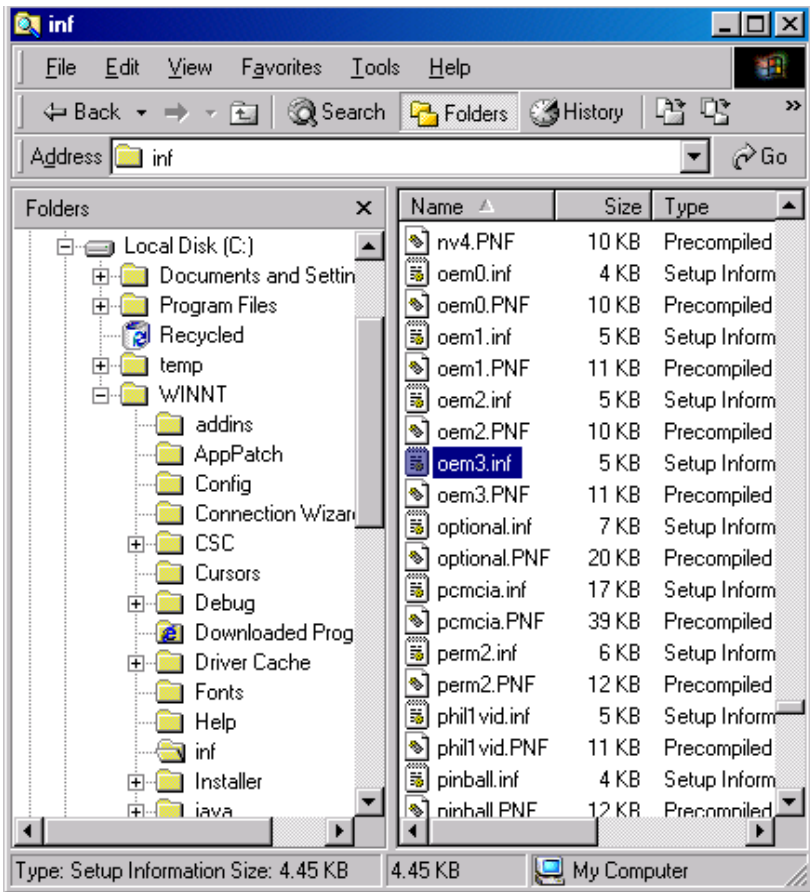 inf
File Edit View Favorites Tools Help
Back Search Folders History »
Address inf Go
Folders
Local Disk (C:)
Documents and Settin
Program Files
Recycled
temp
WINNT
addins
AppPatch
Config
Connection Wizar
CSC
Cursors
Debug
Downloaded Prog
Driver Cache
Fonts
Help
inf
Installer
java
Name Size Type
nv4.PNF 10 KB Precompiled
oem0.inf 4 KB Setup Inform
oem0.PNF 10 KB Precompiled
oem1.inf 5 KB Setup Inform
oem1.PNF 11 KB Precompiled
oem2.inf 5 KB Setup Inform
oem2.PNF 10 KB Precompiled
oem3.inf 5 KB Setup Inform
oem3.PNF 11 KB Precompiled
optional.inf 7 KB Setup Inform
optional.PNF 20 KB Precompiled
pcmcia.inf 17 KB Setup Inform
pcmcia.PNF 39 KB Precompiled
perm2.inf 6 KB Setup Inform
perm2.PNF 12 KB Precompiled
phil1vid.inf 5 KB Setup Inform
phil1vid.PNF 11 KB Precompiled
pinball.inf 4 KB Setup Inform
pinball.PNF 12 KB Precompiled
Type: Setup Information Size: 4.45 KB 4.45 KB My Computer